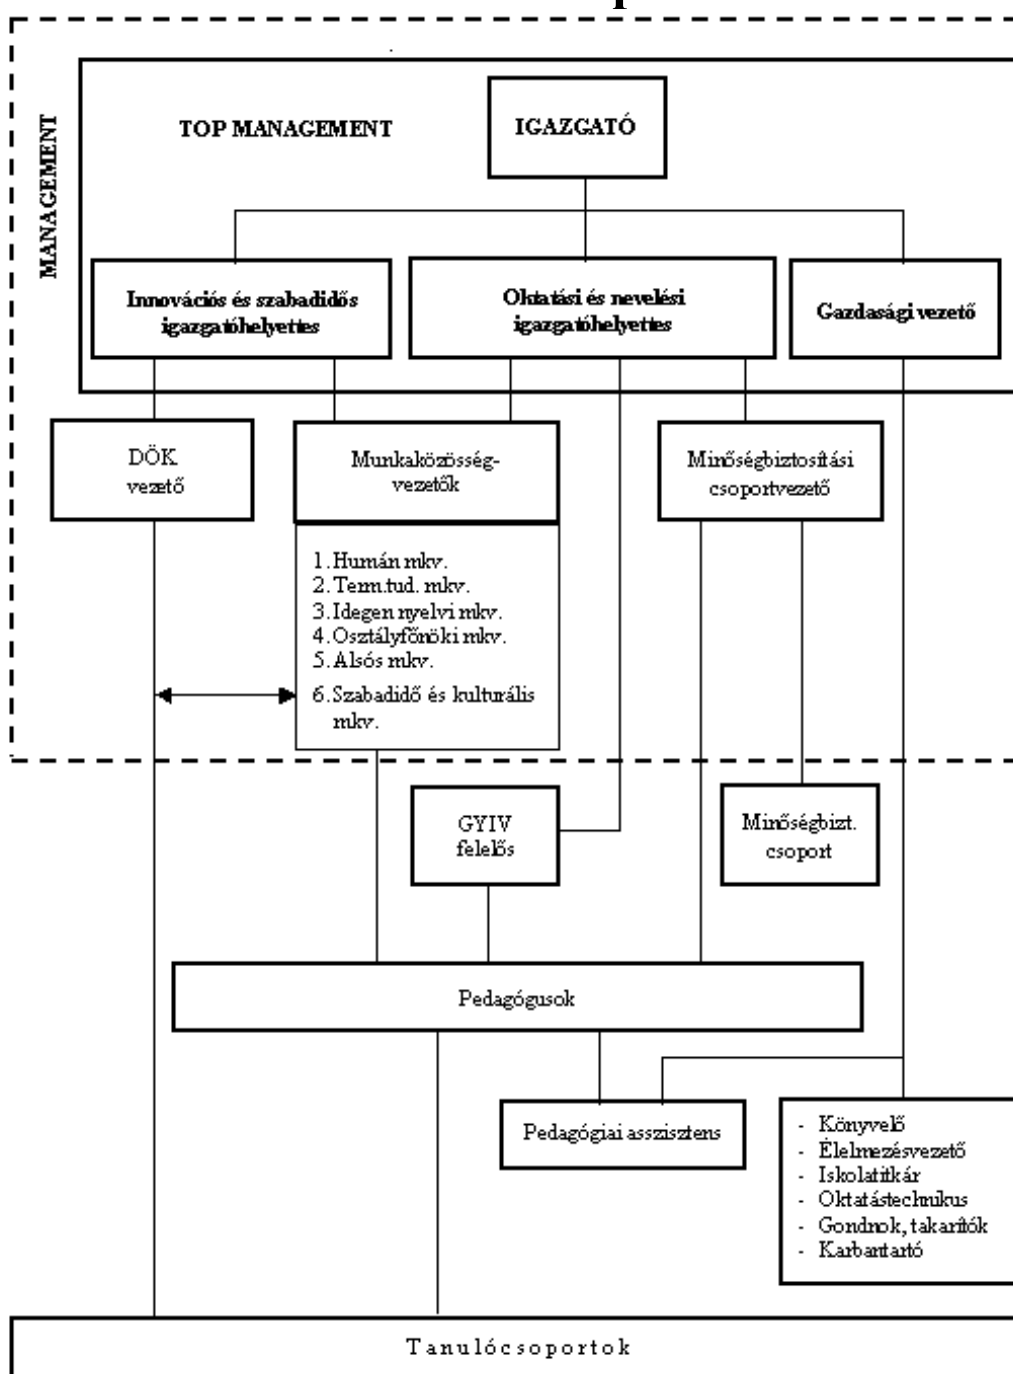 MANAGEMENT
TOP MANAGEMENT
IGAZGATÓ
Innovációs és szabadidős
igazgatóhelyettes
Oktatási és nevelési
igazgatóhelyettes
Gazdasági vezető
DÖK
vezető
Munkaközösség-
vezetők
Minőségbiztosítási
csoportvezető
1. Humán mkv.
2. Term.tud. mkv.
3. Idegen nyelvi mkv.
4. Osztályfőnöki mkv.
5. Alsós mkv.
6. Szabadidő és kulturális
mkv.
GYIV
felelős
Minőségbizt.
csoport
Pedagógusok
Pedagógiai asszisztens
- Könyvelő
- Élelmezésvezető
- Iskolatitkár
- Oktatástechnikus
- Gondnok, takarítók
- Karbantartó
Tanulócsoportok